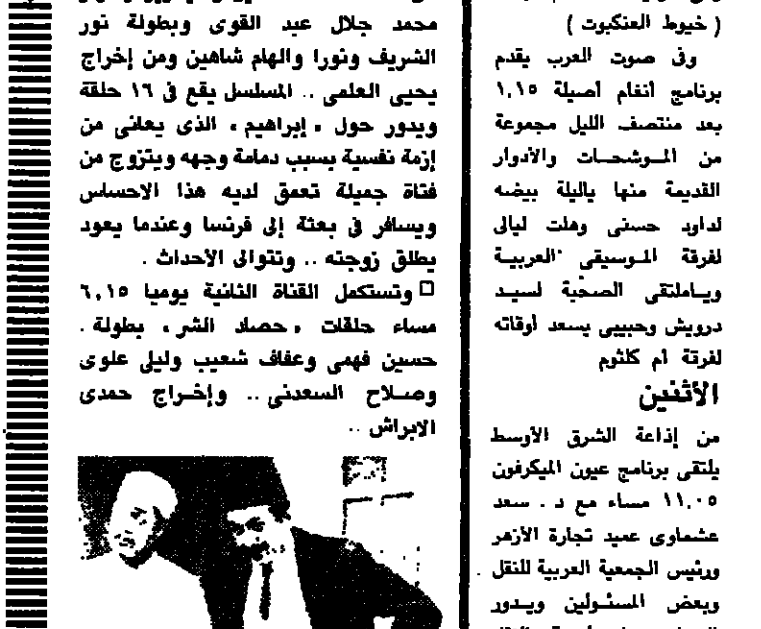 ( خيوط العنكبوت )
وفى صوت العرب يقدم
برنامج أنغام أصيلة ١,١٥
بعد منتصف الليل مجموعة
من الموشحات والادوار
القديمة منها ياليلة بيضه
لداود حسنى وهلت ليالى
لفرقة الموسيقى العربية
وياملتقى الصحبة لسيد
درويش وحبيبى يسعد أوقاته
لفرتة أم كلثوم
الأثنين
من إذاعة الشرق الأوسط
يلتقى برنامج عيون الميكرفون
١١,٠٥ مساء مع د . سعد
عشماوى عميد تجارة الأزهر
ورئيس الجمعية العربية للنقل .
وبعض المسئولين ويدور
محمد جلال عبد القوى وبطولة نور
الشريف ونورا والهام شاهين ومن إخراج
يحيى العلمى .. المسلسل يقع فى ١٦ حلقة
ويدور حول « إبراهيم » الذى يعانى من
إزمة نفسية بسبب دمامة وجهه ويتزوج من
فتاة جميلة تعمق لديه هذا الاحساس
ويسافر فى بعثة إلى فرنسا وعندما يعود
يطلق زوجته .. وتتوالى الأحداث .
□ وتستكمل القناة الثانية يوميا ٦,١٥
مساء حلقات « حصاد الشر » بطولة .
حسين فهمى وعفاف شعيب وليلى علوى
وصلاح السعدنى .. وإخراج حمدى
الابراش ..